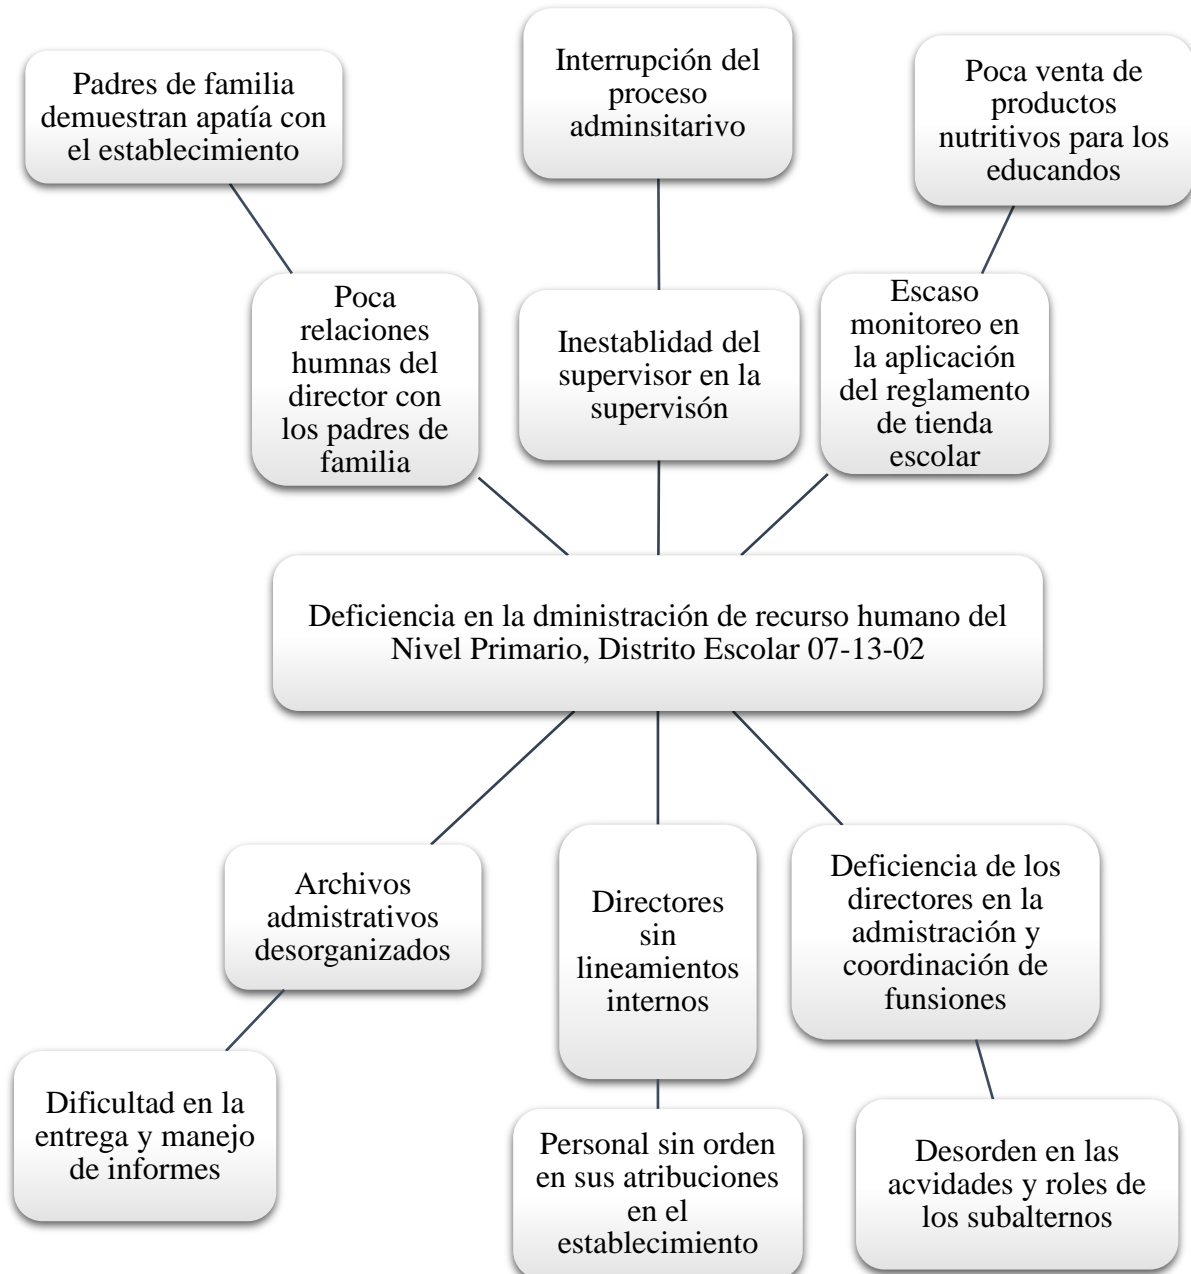 Padres de familia
demuestran apatía con
el establecimiento
Interrupción del
proceso
adminsitarivo
Poca venta de
productos
nutritivos para los
educandos
Poca
relaciones
humnas del
director con
los padres de
familia
Inestablidad del
supervisor en la
supervisón
Escaso
monitoreo en
la aplicación
del reglamento
de tienda
escolar
Deficiencia en la dministración de recurso humano del
Nivel Primario, Distrito Escolar 07-13-02
Archivos
admistrativos
desorganizados
Directores
sin
lineamientos
internos
Deficiencia de los
directores en la
admistración y
coordinación de
funsiones
Dificultad en la
entrega y manejo
de informes
Personal sin orden
en sus atribuciones
en el
establecimiento
Desorden en las
acvidades y roles de
los subalternos